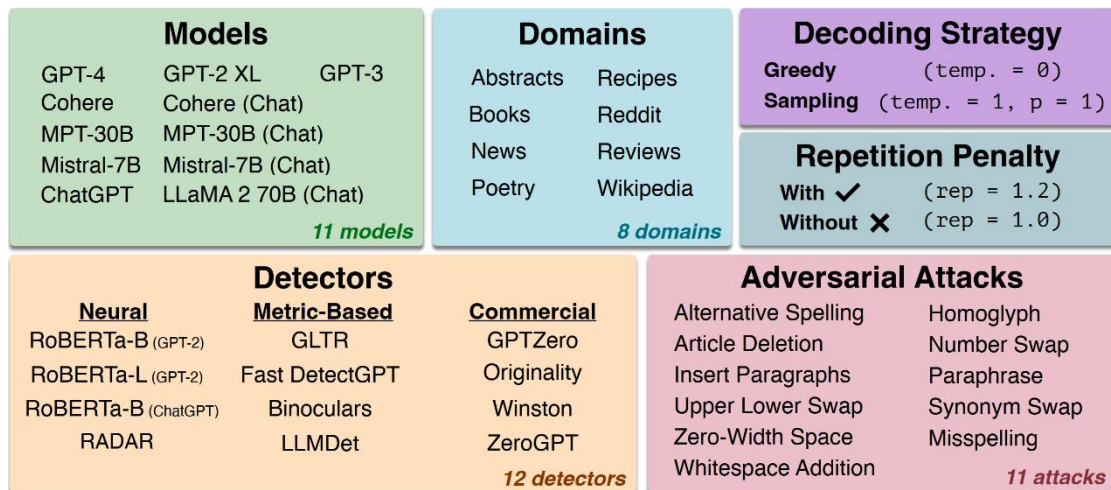 Models
GPT-4 GPT-2 XL GPT-3
Cohere Cohere (Chat)
MPT-30B MPT-30B (Chat)
Mistral-7B Mistral-7B (Chat)
ChatGPT LLaMA 2 70B (Chat)
11 models
Domains
Abstracts Recipes
Books Reddit
News Reviews
Poetry Wikipedia
8 domains
Decoding Strategy
Greedy (temp. = 0)
Sampling (temp. = 1, p = 1)
Repetition Penalty
With ✓ (rep = 1.2)
Without ✕ (rep = 1.0)
Detectors
Neural Metric-Based Commercial
RoBERTa-B (GPT-2) GLTR GPTZero
RoBERTa-L (GPT-2) Fast DetectGPT Originality
RoBERTa-B (ChatGPT) Binoculars Winston
RADAR LLMDet ZeroGPT
12 detectors
Adversarial Attacks
Alternative Spelling Homoglyph
Article Deletion Number Swap
Insert Paragraphs Paraphrase
Upper Lower Swap Synonym Swap
Zero-Width Space Misspelling
Whitespace Addition
11 attacks